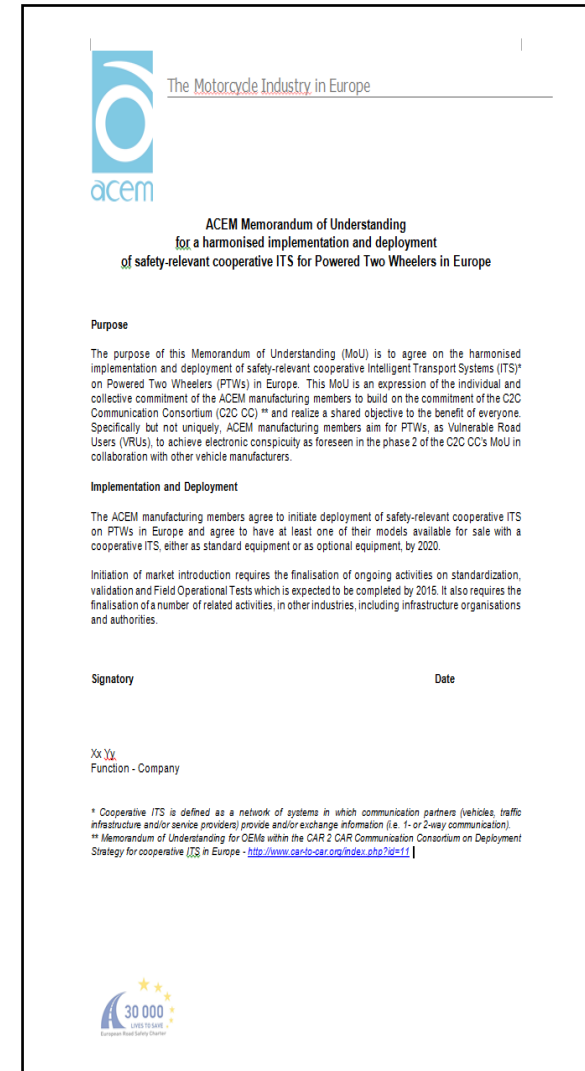 The Motorcycle Industry in Europe
acem
ACEM Memorandum of Understanding
for a harmonised implementation and deployment
of safety-relevant cooperative ITS for Powered Two Wheelers in Europe
Purpose
The purpose of this Memorandum of Understanding (MoU) is to agree on the harmonised
implementation and deployment of safety-relevant cooperative Intelligent Transport Systems (ITS)*
on Powered Two Wheelers (PTWs) in Europe. This MoU is an expression of the individual and
collective commitment of the ACEM manufacturing members to build on the commitment of the C2C
Communication Consortium (C2C CC) ** and realize a shared objective to the benefit of everyone.
Specifically but not uniquely, ACEM manufacturing members aim for PTWs, as Vulnerable Road
Users (VRUs), to achieve electronic conspicuity as foreseen in the phase 2 of the C2C CC's MoU in
collaboration with other vehicle manufacturers.
Implementation and Deployment
The ACEM manufacturing members agree to initiate deployment of safety-relevant cooperative ITS
on PTWs in Europe and agree to have at least one of their models available for sale with a
cooperative ITS, either as standard equipment or as optional equipment, by 2020.
Initiation of market introduction requires the finalisation of ongoing activities on standardization,
validation and Field Operational Tests which is expected to be completed by 2015. It also requires the
finalisation of a number of related activities, in other industries, including infrastructure organisations
and authorities.
Signatory Date
Xx Yy
Function - Company
* Cooperative ITS is defined as a network of systems in which communication partners (vehicles, traffic
infrastructure and/or service providers) provide and/or exchange information (i.e. 1- or 2-way communication).
** Memorandum of Understanding for OEMs within the CAR 2 CAR Communication Consortium on Deployment
Strategy for cooperative ITS in Europe - http://www.car-to-car.org/index.php?id=11
30 000
LIVES TO SAVE
European Road Safety Charter